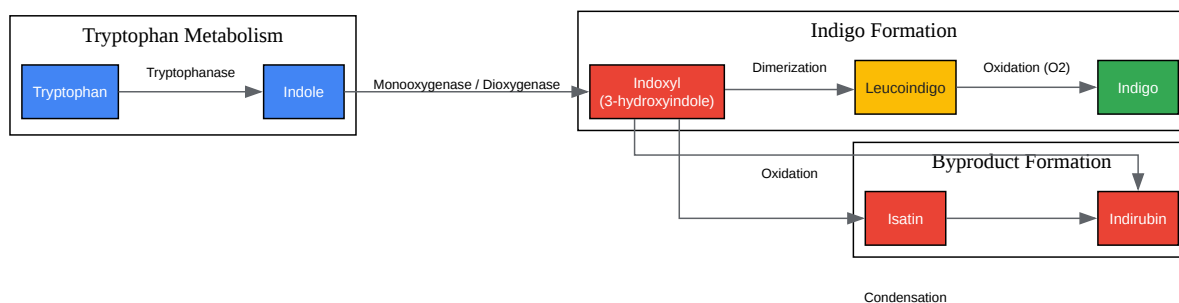 Tryptophan Metabolism
Tryptophan
Tryptophanase
Indole
Monooxygenase / Dioxygenase
Indigo Formation
Indoxyl
(3-hydroxyindole)
Dimerization
Leucoindigo
Oxidation (O2)
Indigo
Byproduct Formation
Oxidation
Isatin
Indirubin
Condensation